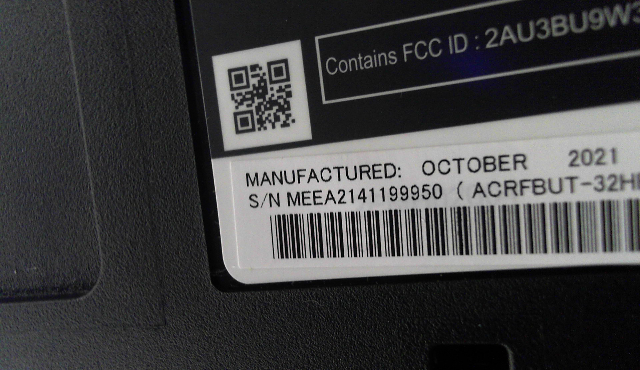 Contains FCC ID : 2AU3BU9W3
MANUFACTURED: OCTOBER 2021
S/N MEEA2141199950 ( ACRFBUT-32H